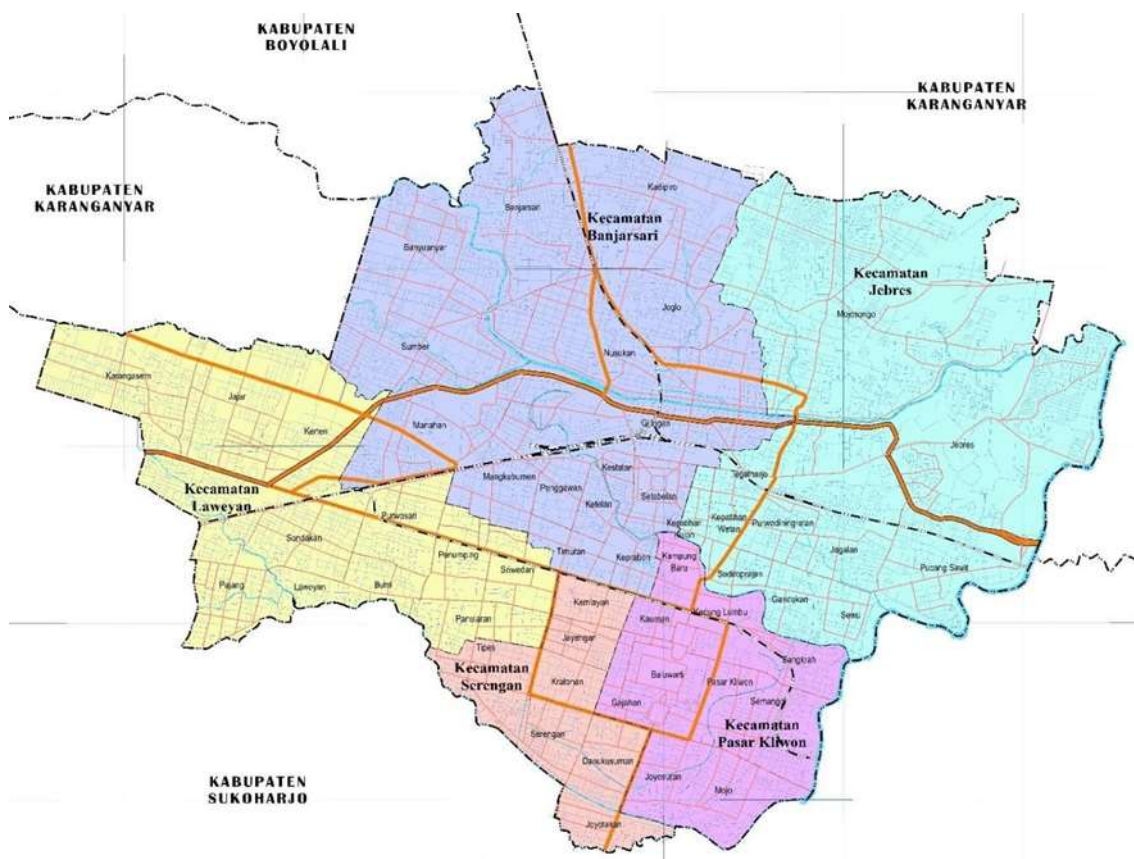 KABUPATEN
BOYOLALI
KABUPATEN
KARANGANYAR
KABUPATEN
KARANGANYAR
Kadipiro
Banjarsari
Kecamatan
Banjarsari
Banyuanyar
Kecamatan
Jebres
Joglo
Mojosongo
Sumber
Nusukan
Karangasem
Jajar
Kerten
Manahan
Gilingan
Jebres
Mangkubumen
Kestalan
Punggawan
Setabelan
Ketelan
Tegalharjo
Kecamatan
Laweyan
Purwosari
Kepatihan
Wetan
Purwodiningratan
Kepatihan
Kulon
Sondakan
Penumping
Timuran
Keprabon
Kampung
Baru
Jagalan
Sriwedari
Sudiroprajan
Pucang Sawit
Pajang
Laweyan
Bumi
Kemlayan
Gandekan
Kedung Lumbu
Sewu
Panularan
Kauman
Jayengan
Tipes
Kecamatan
Serengan
Kratonan
Baluwarti
Pasar Kliwon
Sangkrah
Semanggi
Gajahan
Kecamatan
Pasar Kliwon
Serengan
Danukusuman
Joyosuran
Mojo
KABUPATEN
SUKOHARJO
Joyotakan